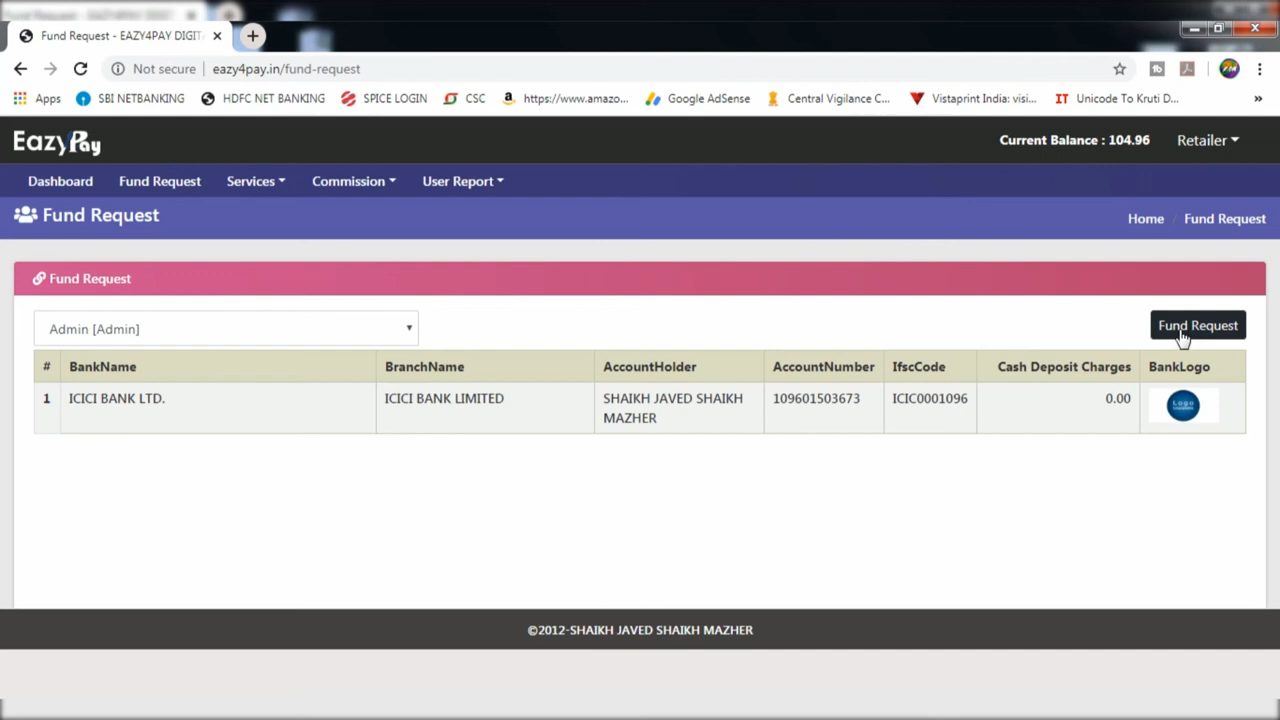 Fund Request - EAZY4PAY DIGIT
Not secure | eazy4pay.in/fund-request
Apps SBI NETBANKING HDFC NET BANKING SPICE LOGIN CSC https://www.amazo... Google AdSense Central Vigilance C... Vistaprint India: visi... Unicode To Kruti D... »
EazyPay Current Balance : 104.96 Retailer
Dashboard Fund Request Services Commission User Report
Fund Request Home / Fund Request
Fund Request
Admin [Admin] Fund Request
# BankName BranchName AccountHolder AccountNumber IfscCode Cash Deposit Charges BankLogo
1 ICICI BANK LTD. ICICI BANK LIMITED SHAIKH JAVED SHAIKH 109601503673 ICIC0001096 0.00 Logo
MAZHER
©2012-SHAIKH JAVED SHAIKH MAZHER